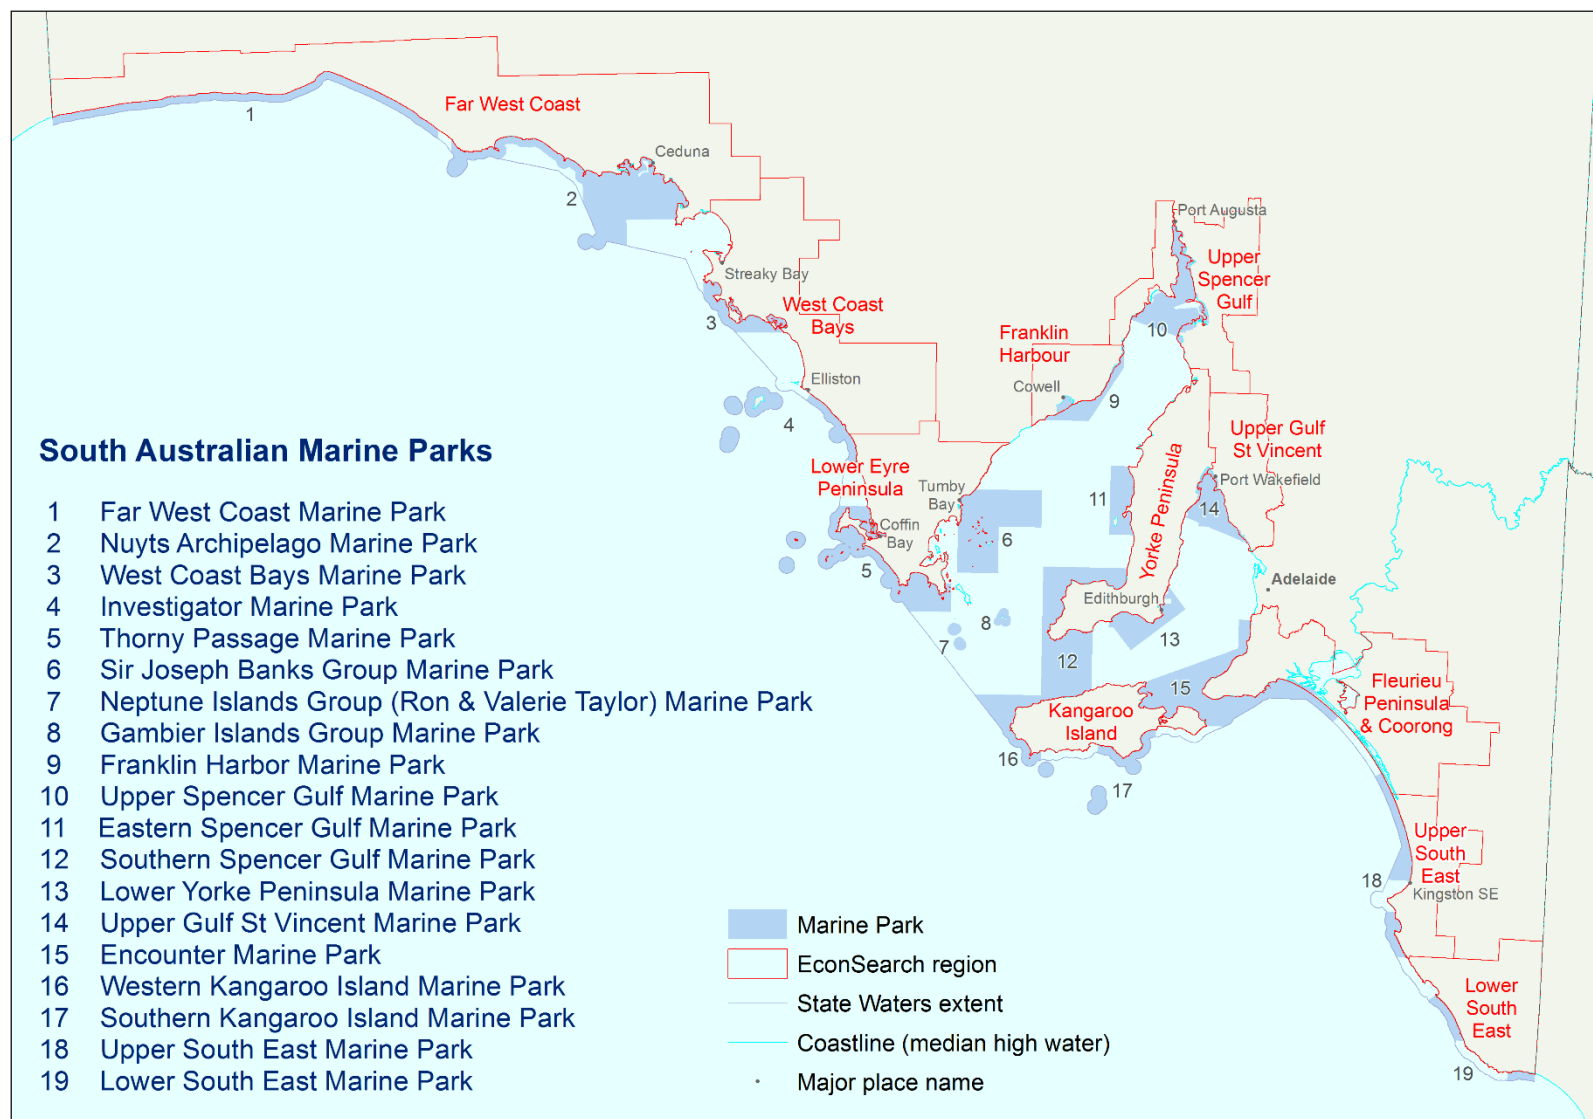 Far West Coast
1
Ceduna
2
Port Augusta
Upper
Spencer
Gulf
Streaky Bay
West Coast
Bays
3
10
Franklin
Harbour
Elliston
Cowell
9
4
Upper Gulf
St Vincent
South Australian Marine Parks
Lower Eyre
Peninsula
Tumby
Bay
11
Yorke Peninsula
Port Wakefield
14
Coffin
Bay
6
5
Adelaide
Edithburgh
8
7
13
12
15
Kangaroo
Island
Fleurieu
Peninsula
& Coorong
16
17
Upper
South
East
18
Kingston SE
Lower
South
East
19
1 Far West Coast Marine Park
2 Nuyts Archipelago Marine Park
3 West Coast Bays Marine Park
4 Investigator Marine Park
5 Thorny Passage Marine Park
6 Sir Joseph Banks Group Marine Park
7 Neptune Islands Group (Ron & Valerie Taylor) Marine Park
8 Gambier Islands Group Marine Park
9 Franklin Harbor Marine Park
10 Upper Spencer Gulf Marine Park
11 Eastern Spencer Gulf Marine Park
12 Southern Spencer Gulf Marine Park
13 Lower Yorke Peninsula Marine Park
14 Upper Gulf St Vincent Marine Park
15 Encounter Marine Park
16 Western Kangaroo Island Marine Park
17 Southern Kangaroo Island Marine Park
18 Upper South East Marine Park
19 Lower South East Marine Park
Marine Park
EconSearch region
State Waters extent
Coastline (median high water)
Major place name